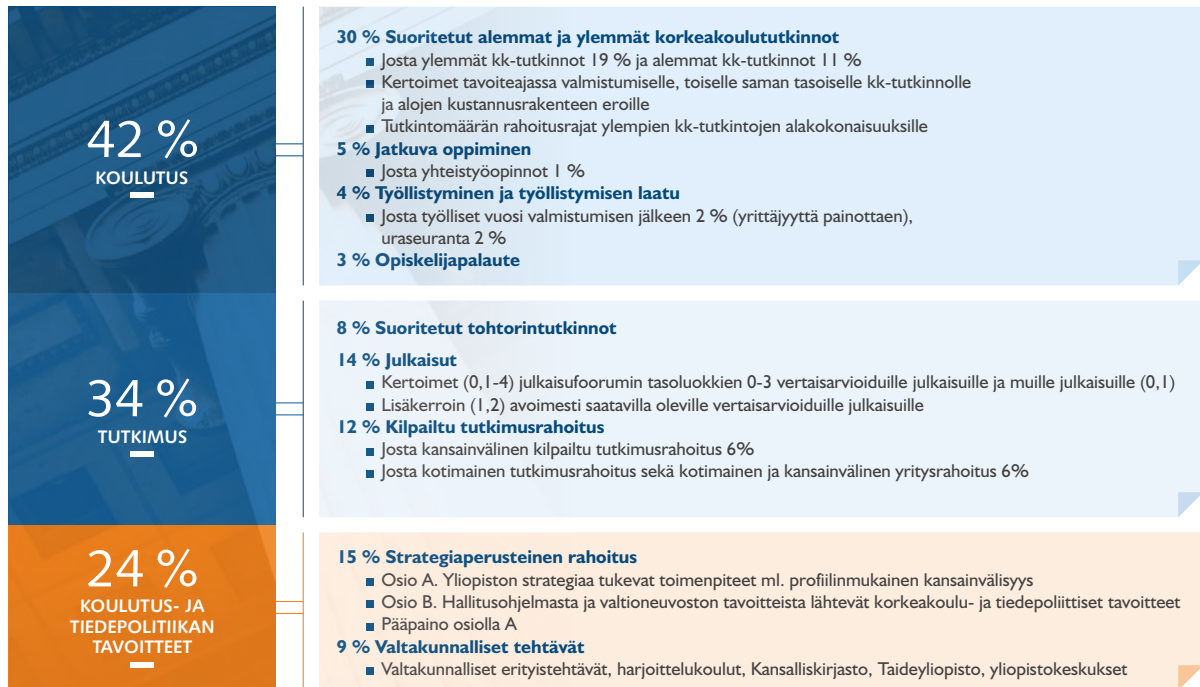 42 %
KOULUTUS
30 % Suoritetut alemmat ja ylemmät korkeakoulututkinnot
Josta ylemmät kk-tutkinnot 19 % ja alemmat kk-tutkinnot 11 %
Kertoimet tavoiteajassa valmistumiselle, toiselle saman tasoiselle kk-tutkinnolle
ja alojen kustannusrakenteen eroille
Tutkintomäärän rahoitusrajat ylempien kk-tutkintojen alakokonaisuuksille
5 % Jatkuva oppiminen
Josta yhteistyöopinnot 1 %
4 % Työllistyminen ja työllistymisen laatu
Josta työlliset vuosi valmistumisen jälkeen 2 % (yrittäjyyttä painottaen),
uraseuranta 2 %
3 % Opiskelijapalaute
34 %
TUTKIMUS
8 % Suoritetut tohtorintutkinnot
14 % Julkaisut
Kertoimet (0,1-4) julkaisufoorumin tasoluokkien 0-3 vertaisarvioiduille julkaisuille ja muille julkaisuille (0,1)
Lisäkerroin (1,2) avoimesti saatavilla oleville vertaisarvioiduille julkaisuille
12 % Kilpailtu tutkimusrahoitus
Josta kansainvälinen kilpailtu tutkimusrahoitus 6%
Josta kotimainen tutkimusrahoitus sekä kotimainen ja kansainvälinen yritysrahoitus 6%
24 %
KOULUTUS- JA
TIEDEPOLITIIKAN
TAVOITTEET
15 % Strategiaperusteinen rahoitus
Osio A. Yliopiston strategiaa tukevat toimenpiteet ml. profiilinmukainen kansainvälisyys
Osio B. Hallitusohjelmasta ja valtioneuvoston tavoitteista lähtevät korkeakoulu- ja tiedepoliittiset tavoitteet
Pääpaino osiolla A
9 % Valtakunnalliset tehtävät
Valtakunnalliset erityistehtävät, harjoittelukoulut, Kansalliskirjasto, Taideyliopisto, yliopistokeskukset